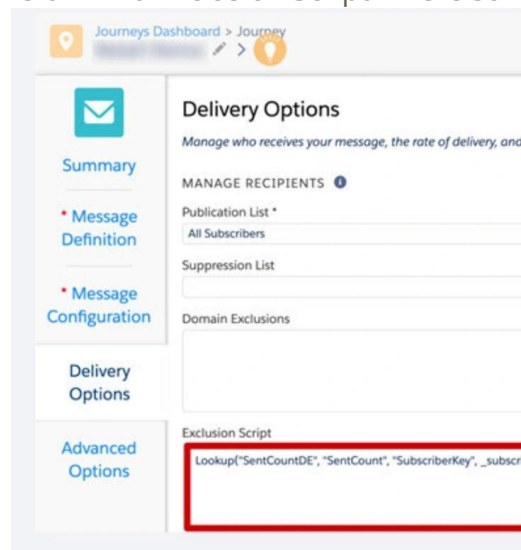 Journeys Dashboard > Journey
>
Summary
* Message
Definition
* Message
Configuration
Delivery
Options
Advanced
Options
Delivery Options
Manage who receives your message, the rate of delivery, and
MANAGE RECIPIENTS
Publication List *
All Subscribers
Suppression List
Domain Exclusions
Exclusion Script
Lookup("SentCountDE", "SentCount", "SubscriberKey", _subscri